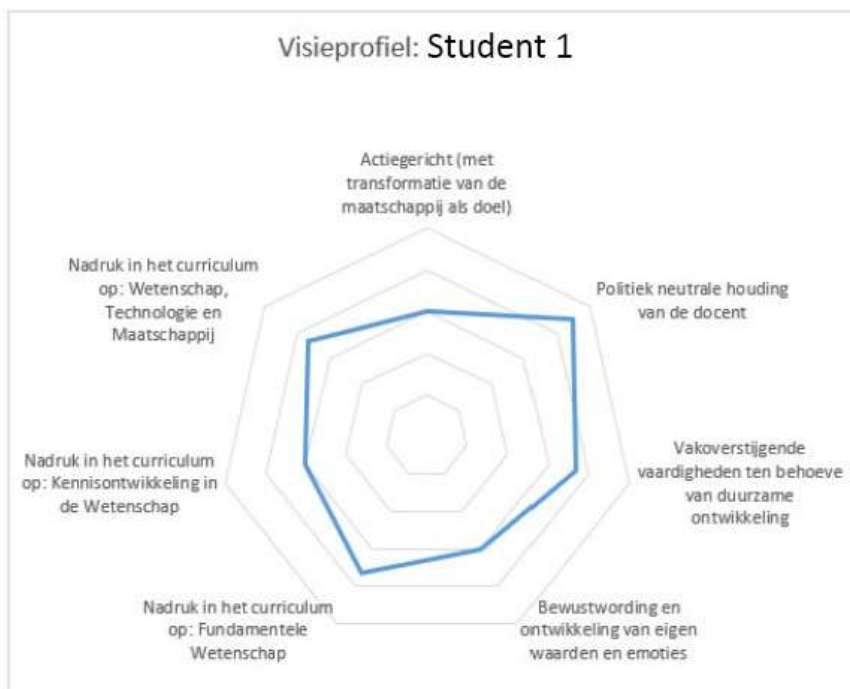 Visieprofiel: Student 1
Actiegericht (met
transformatie van de
maatschappij als doel)
Politiek neutrale houding
van de docent
Vakoverstijgende
vaardigheden ten behoeve
van duurzame
ontwikkeling
Bewustwording en
ontwikkeling van eigen
waarden en emoties
Nadruk in het curriculum
op: Fundamentele
Wetenschap
Nadruk in het curriculum
op: Kennisontwikkeling in
de Wetenschap
Nadruk in het curriculum
op: Wetenschap,
Technologie en
Maatschappij